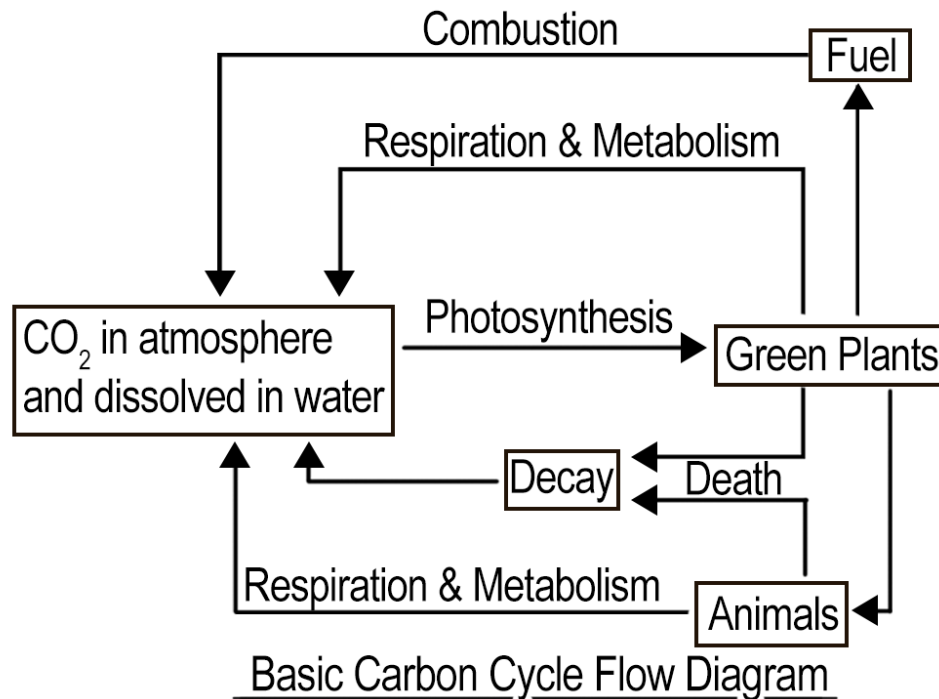 Combustion
Fuel
Respiration & Metabolism
Photosynthesis
CO₂ in atmosphere
and dissolved in water
Green Plants
Decay
Death
Respiration & Metabolism
Animals
Basic Carbon Cycle Flow Diagram